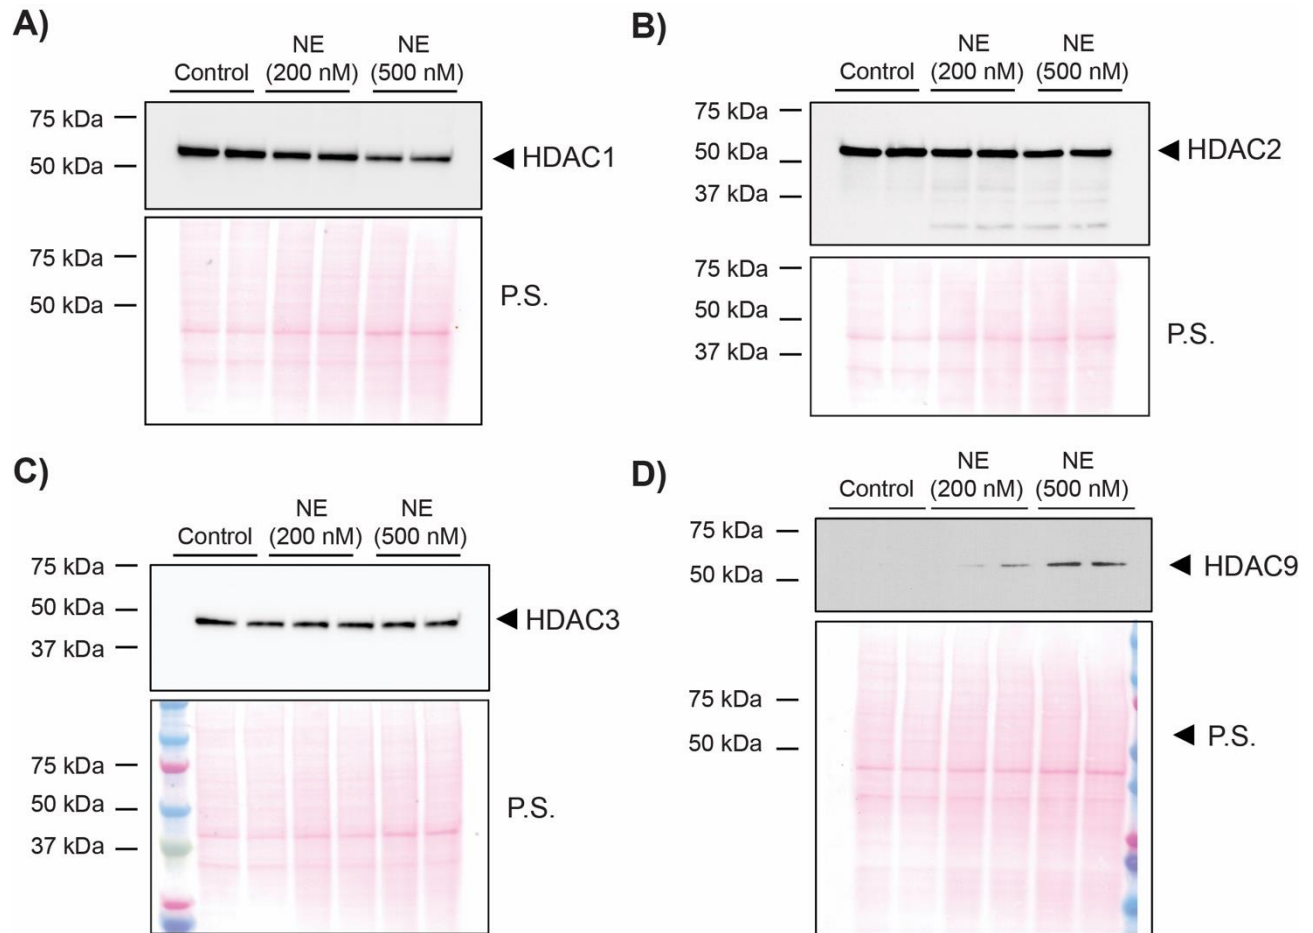 A)
NE NE
Control (200 nM) (500 nM)
75 kDa
50 kDa
HDAC1
75 kDa
50 kDa
P.S.
B)
NE NE
Control (200 nM) (500 nM)
75 kDa
50 kDa
37 kDa
HDAC2
75 kDa
50 kDa
37 kDa
P.S.
C)
NE NE
Control (200 nM) (500 nM)
75 kDa
50 kDa
37 kDa
HDAC3
75 kDa
50 kDa
37 kDa
P.S.
D)
NE NE
Control (200 nM) (500 nM)
75 kDa
50 kDa
HDAC9
75 kDa
50 kDa
P.S.